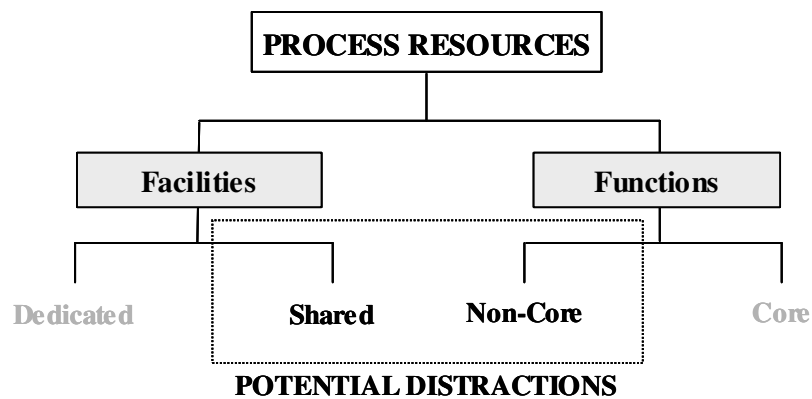 PROCESS RESOURCES
Facilities
Functions
Dedicated
Shared
Non-Core
Core
POTENTIAL DISTRACTIONS